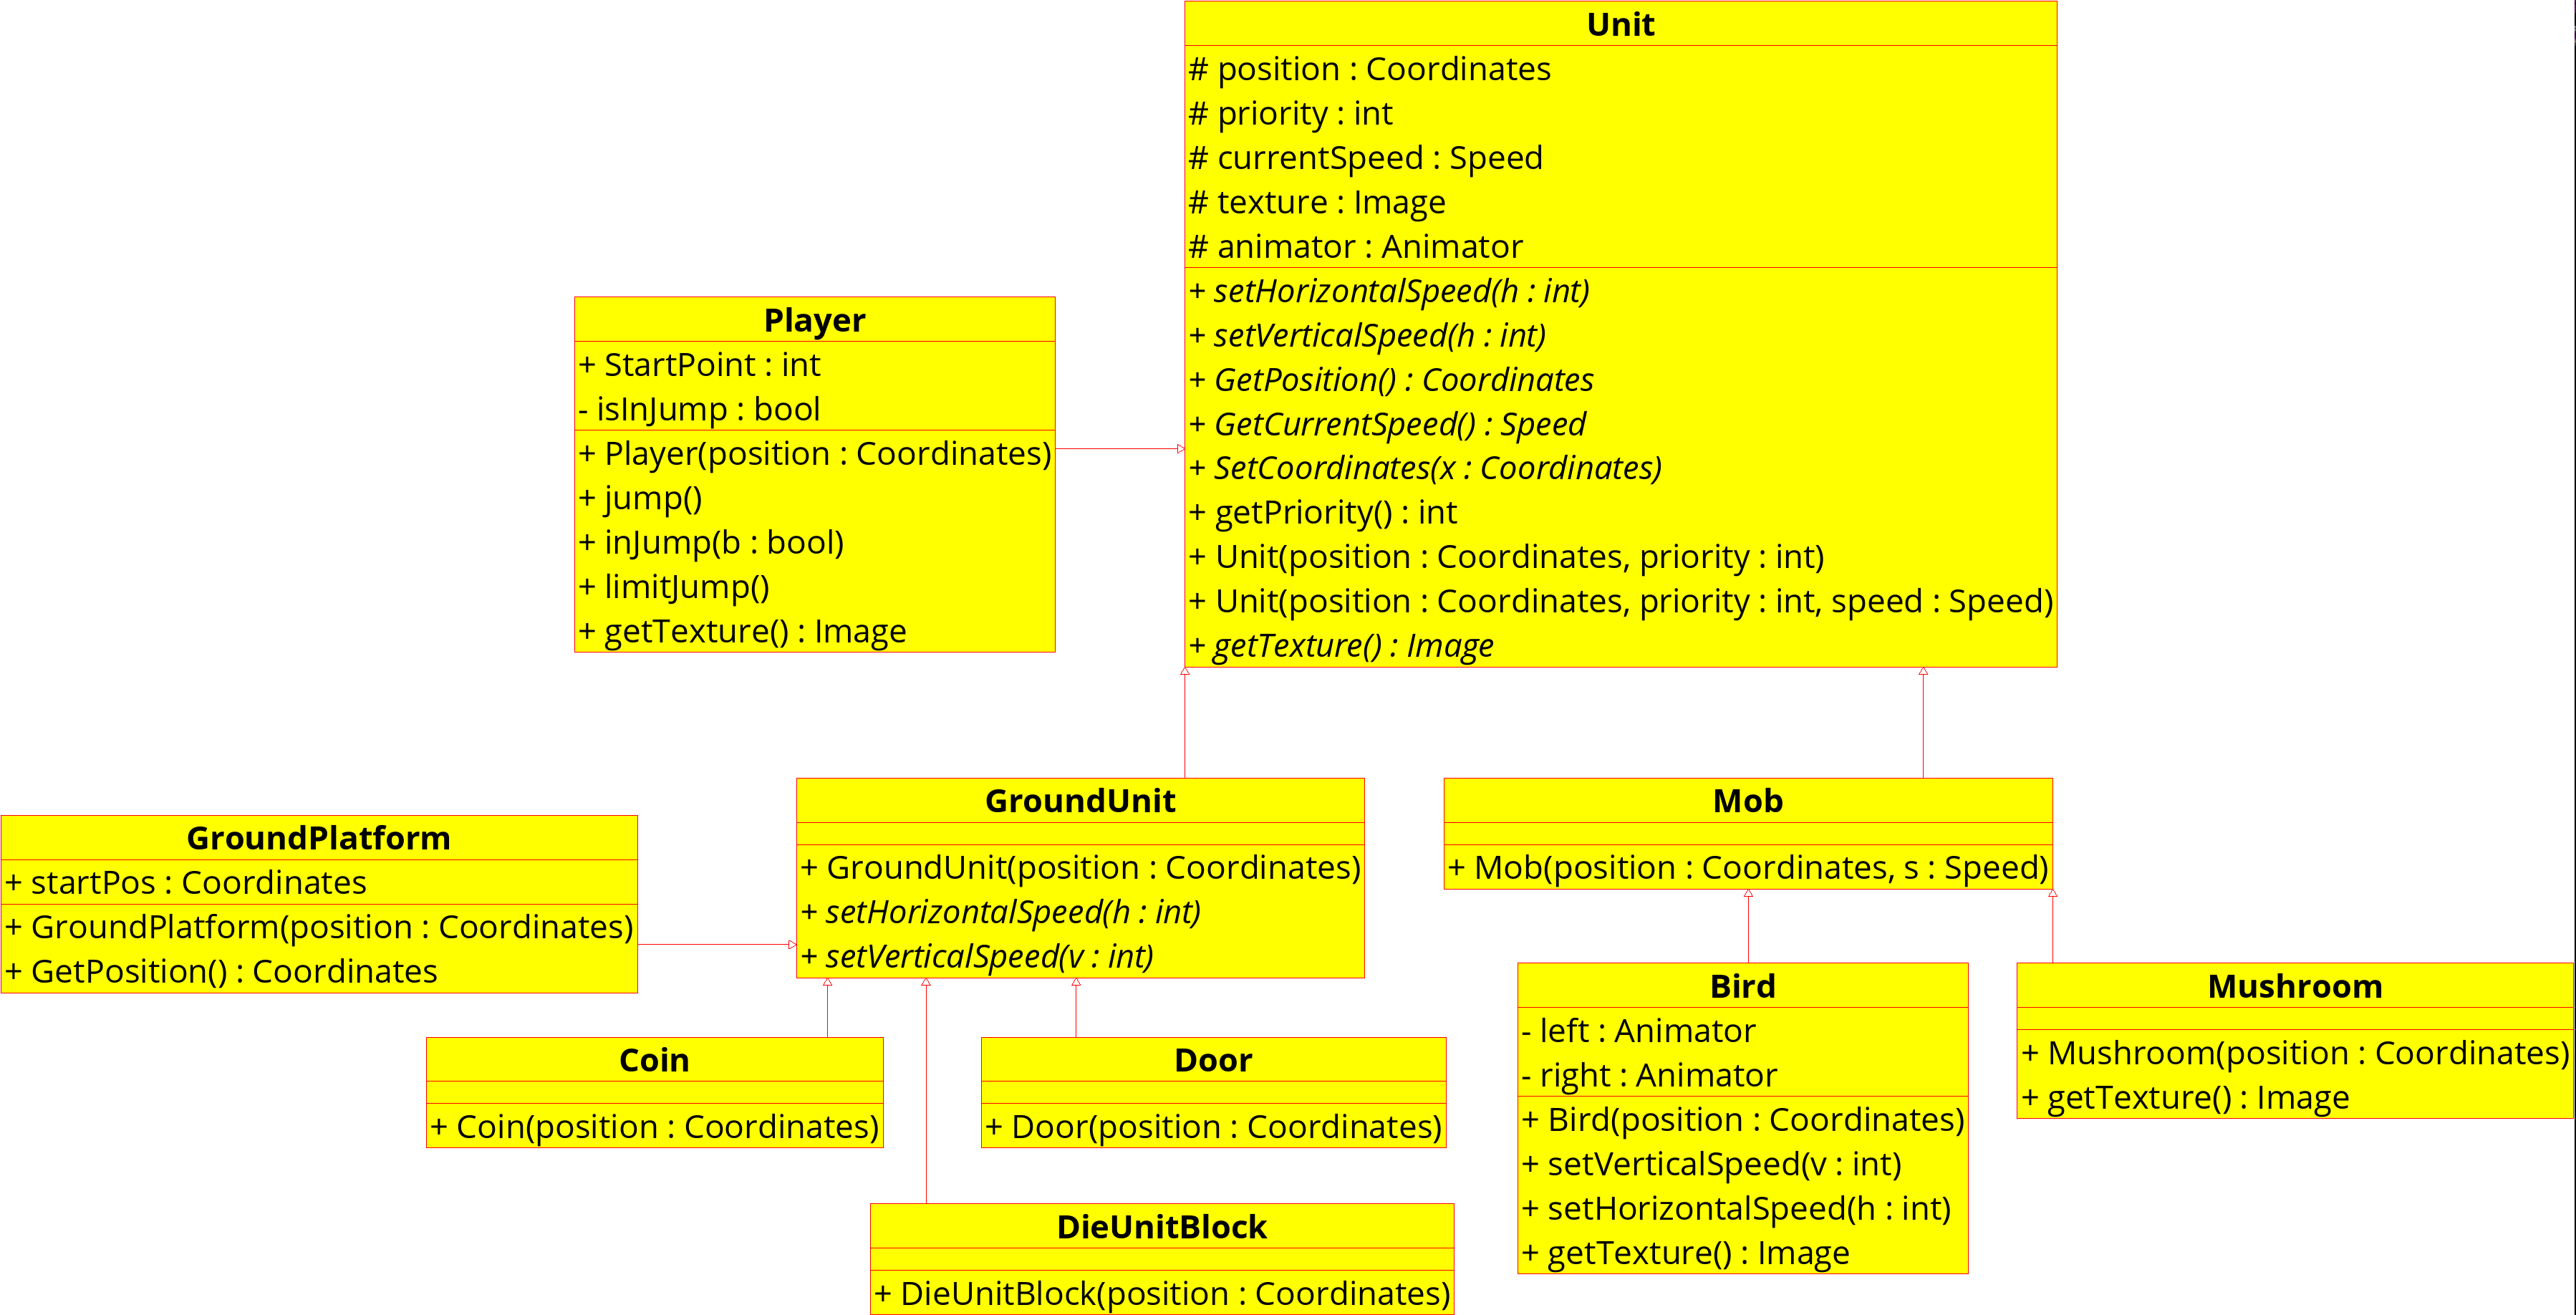 Unit
# position : Coordinates
# priority : int
# currentSpeed : Speed
# texture : Image
# animator : Animator
+ setHorizontalSpeed(h : int)
+ setVerticalSpeed(h : int)
+ GetPosition() : Coordinates
+ GetCurrentSpeed() : Speed
+ SetCoordinates(x : Coordinates)
+ getPriority() : int
+ Unit(position : Coordinates, priority : int)
+ Unit(position : Coordinates, priority : int, speed : Speed)
+ getTexture() : Image
Player
+ StartPoint : int
- isInJump : bool
+ Player(position : Coordinates)
+ jump()
+ inJump(b : bool)
+ limitJump()
+ getTexture() : Image
GroundPlatform
+ startPos : Coordinates
+ GroundPlatform(position : Coordinates)
+ GetPosition() : Coordinates
GroundUnit
+ GroundUnit(position : Coordinates)
+ setHorizontalSpeed(h : int)
+ setVerticalSpeed(v : int)
Mob
+ Mob(position : Coordinates, s : Speed)
Coin
+ Coin(position : Coordinates)
Door
+ Door(position : Coordinates)
DieUnitBlock
+ DieUnitBlock(position : Coordinates)
Bird
- left : Animator
- right : Animator
+ Bird(position : Coordinates)
+ setVerticalSpeed(v : int)
+ setHorizontalSpeed(h : int)
+ getTexture() : Image
Mushroom
+ Mushroom(position : Coordinates)
+ getTexture() : Image